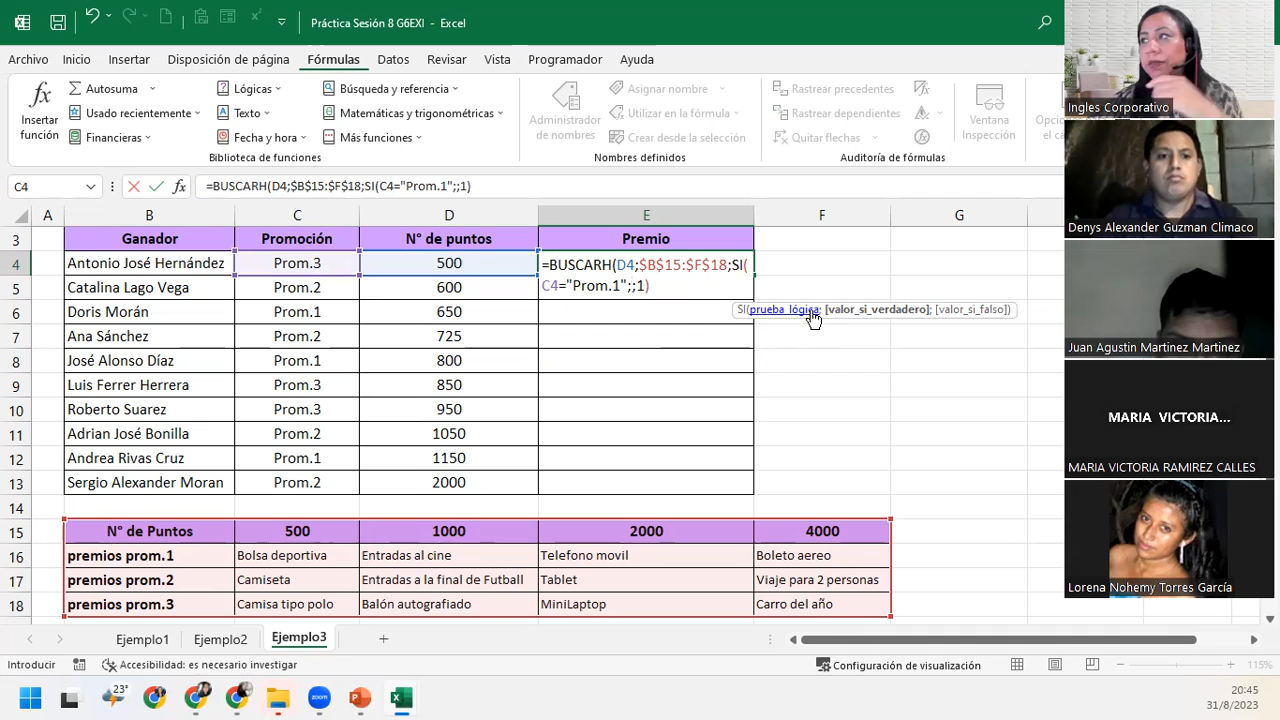 Práctica Sesión 8 GBEX1 - Excel
Archivo Inicio Insertar Disposición de página Fórmulas Revisar Ayuda
fx Insertar función
Autosuma
Usado recientemente
Financieras
Lógicas
Texto
Fecha y hora
Búsqueda y referencia
Matemáticas y trigonométricas
Más funciones
Biblioteca de funciones
Administrador de nombres
Asignar nombre
Utilizar en la fórmula
Crear desde la selección
Nombres definidos
Quitar flechas
Auditoría de fórmulas
Ventana Inspección
C4 fx =BUSCARH(D4;$B$15:$F$18;SI(C4="Prom.1";;1)
A B C D E F G
3 Ganador Promoción N° de puntos Premio
4 Antonio José Hernández Prom.3 500 =BUSCARH(D4;$B$15:$F$18;SI(
C4="Prom.1";;1)
5 Catalina Lago Vega Prom.2 600
SI(prueba_lógica; [valor_si_verdadero]; [valor_si_falso])
6 Doris Morán Prom.1 650
7 Ana Sánchez Prom.2 725
8 José Alonso Díaz Prom.1 800
9 Luis Ferrer Herrera Prom.3 850
10 Roberto Suarez Prom.3 950
11 Adrian José Bonilla Prom.2 1050
12 Andrea Rivas Cruz Prom.1 1150
13 Sergio Alexander Moran Prom.2 2000
14
15 N° de Puntos 500 1000 2000 4000
16 premios prom.1 Bolsa deportiva Entradas al cine Telefono movil Boleto aereo
17 premios prom.2 Camiseta Entradas a la final de Futball Tablet Viaje para 2 personas
18 premios prom.3 Camisa tipo polo Balón autografiado MiniLaptop Carro del año
Ejemplo1 Ejemplo2 Ejemplo3
Introducir Accesibilidad: es necesario investigar Configuración de visualización 115%
23° zoom
20:45
31/8/2023
Ingles Corporativo
Denys Alexander Guzman Climaco
Juan Agustin Martinez Martinez
MARIA VICTORIA...
MARIA VICTORIA RAMIREZ CALLES
Lorena Nohemy Torres García